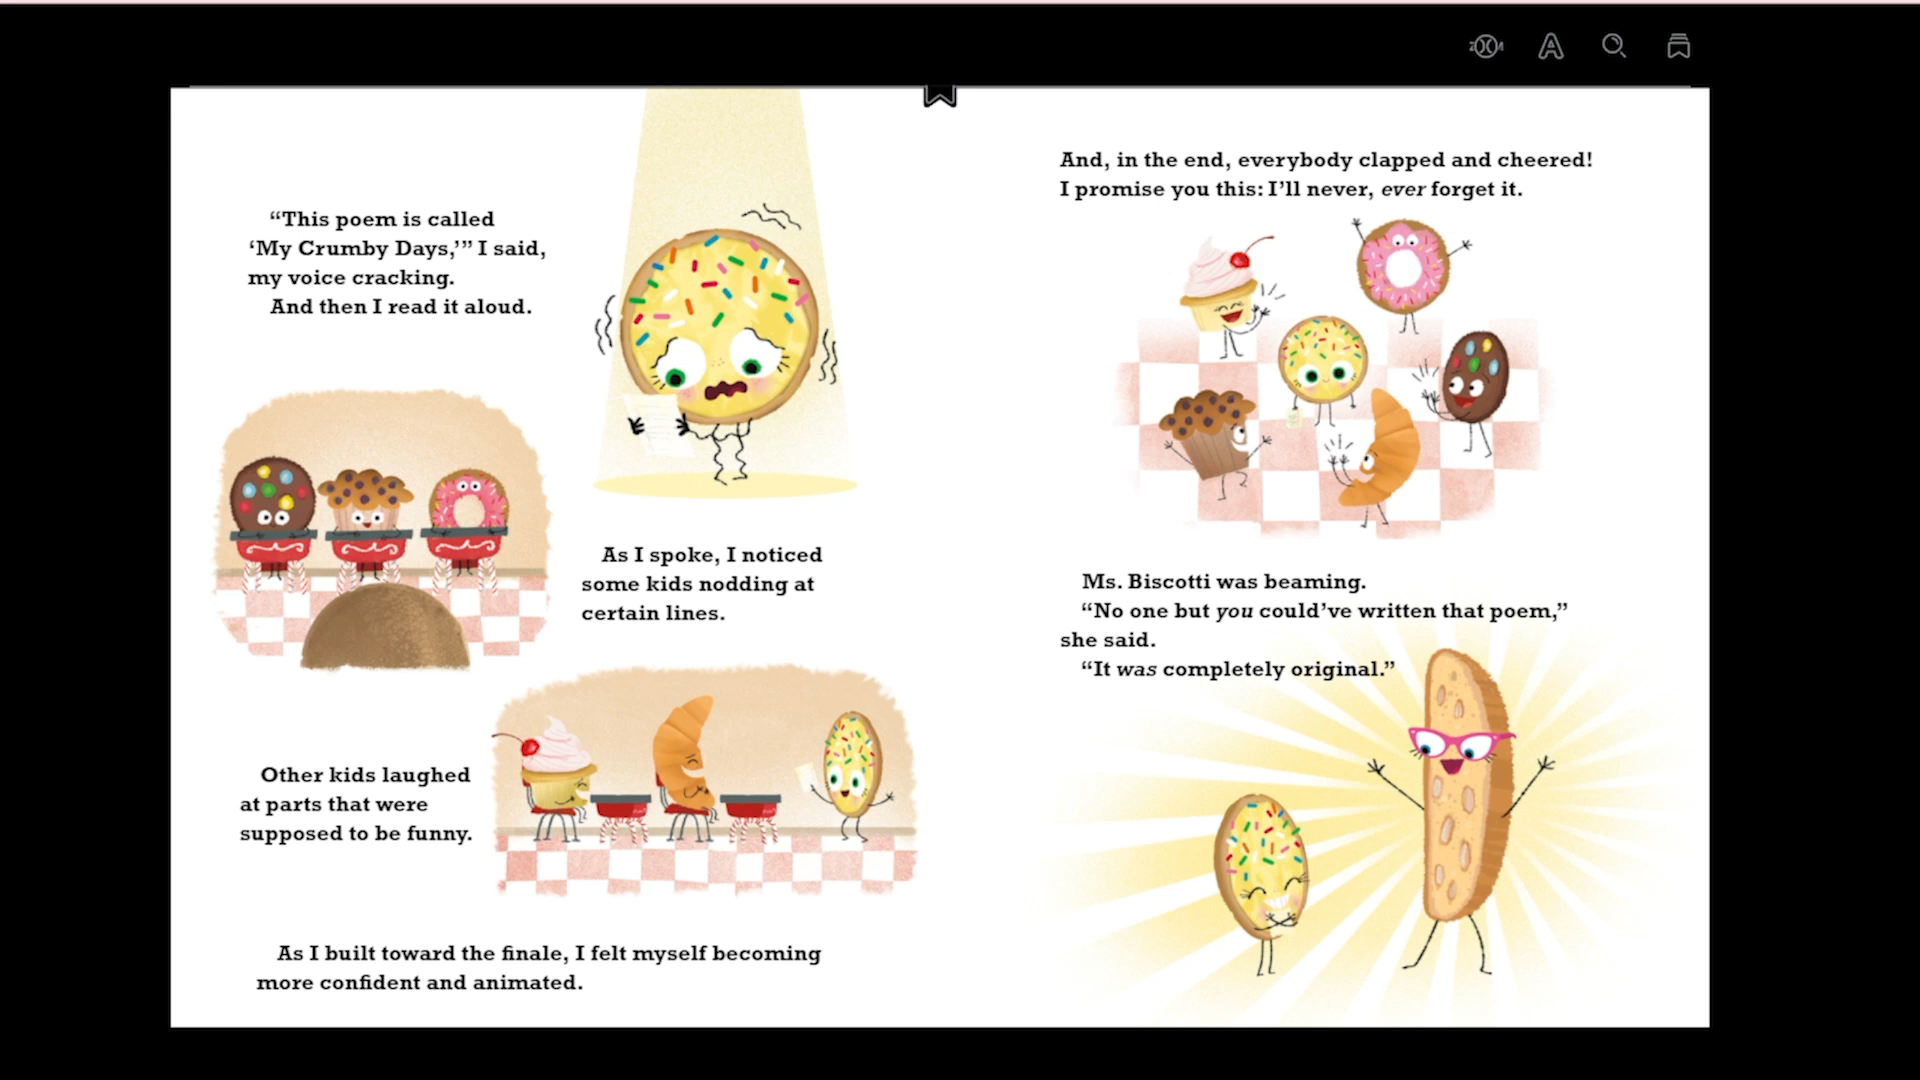 “This poem is called
‘My Crumby Days,’” I said,
my voice cracking.
And then I read it aloud.
As I spoke, I noticed
some kids nodding at
certain lines.
Other kids laughed
at parts that were
supposed to be funny.
As I built toward the finale, I felt myself becoming
more confident and animated.
And, in the end, everybody clapped and cheered!
I promise you this: I’ll never, ever forget it.
Ms. Biscotti was beaming.
“No one but you could’ve written that poem,”
she said.
“It was completely original.”